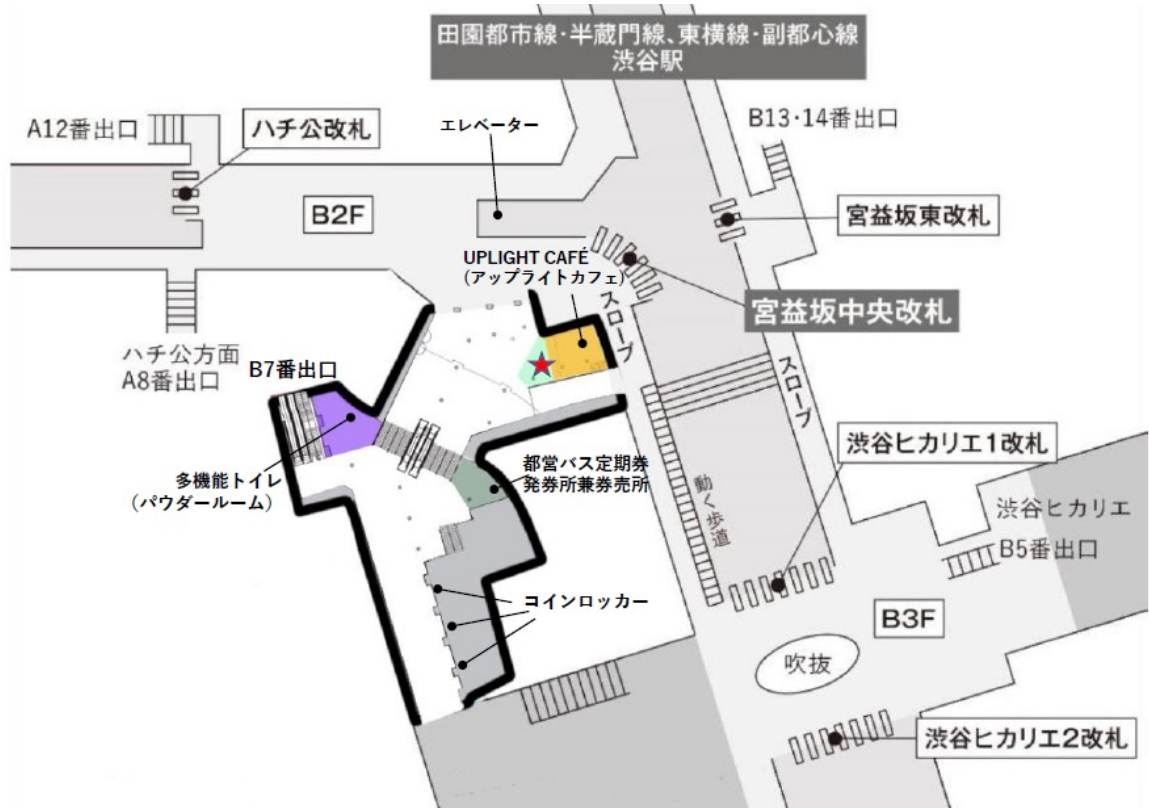 田園都市線・半蔵門線、東横線・副都心線
渋谷駅
A12番出口
ハチ公改札
エレベーター
B13・14番出口
B2F
宮益坂東改札
UPLIGHT CAFÉ
(アップライトカフェ)
スロープ
宮益坂中央改札
ハチ公方面
A8番出口
B7番出口
スロープ
渋谷ヒカリエ1改札
多機能トイレ
(パウダールーム)
都営バス定期券
発券所兼券売所
動く歩道
渋谷ヒカリエ
B5番出口
コインロッカー
B3F
吹抜
渋谷ヒカリエ2改札